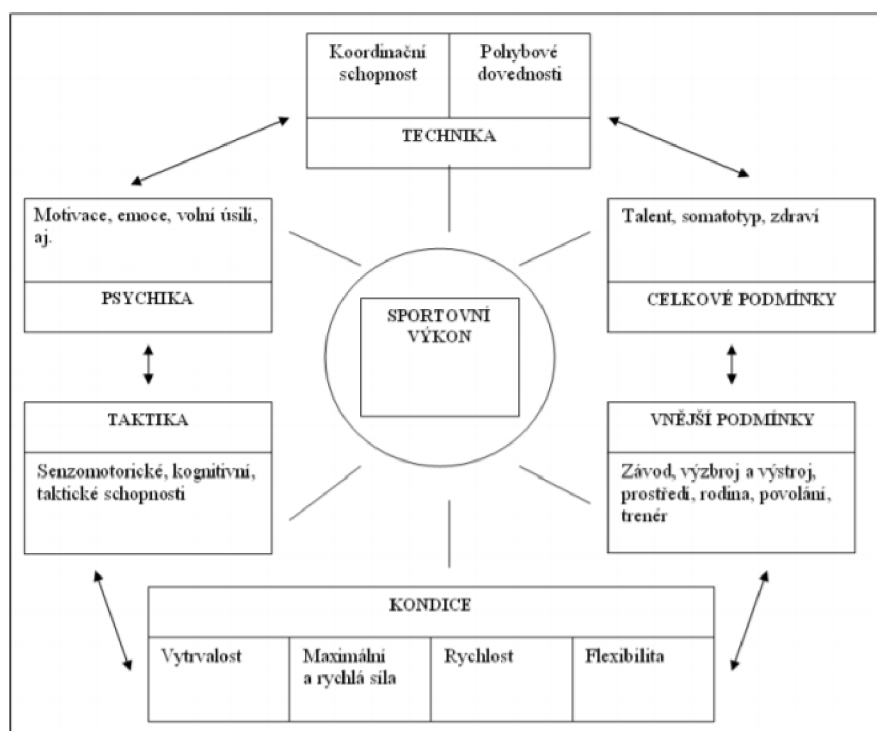 Koordinační
schopnost
Pohybové
dovednosti
TECHNIKA
Motivace, emoce, volní úsilí,
aj.
PSYCHIKA
Talent, somatotyp, zdraví
CELKOVÉ PODMÍNKY
SPORTOVNÍ
VÝKON
TAKTIKA
Senzomotorické, kognitivní,
taktické schopnosti
VNĚJŠÍ PODMÍNKY
Závod, výzbroj a výstroj,
prostředí, rodina, povolání,
trenér
KONDICE
Vytrvalost
Maximální
a rychlá síla
Rychlost
Flexibilita